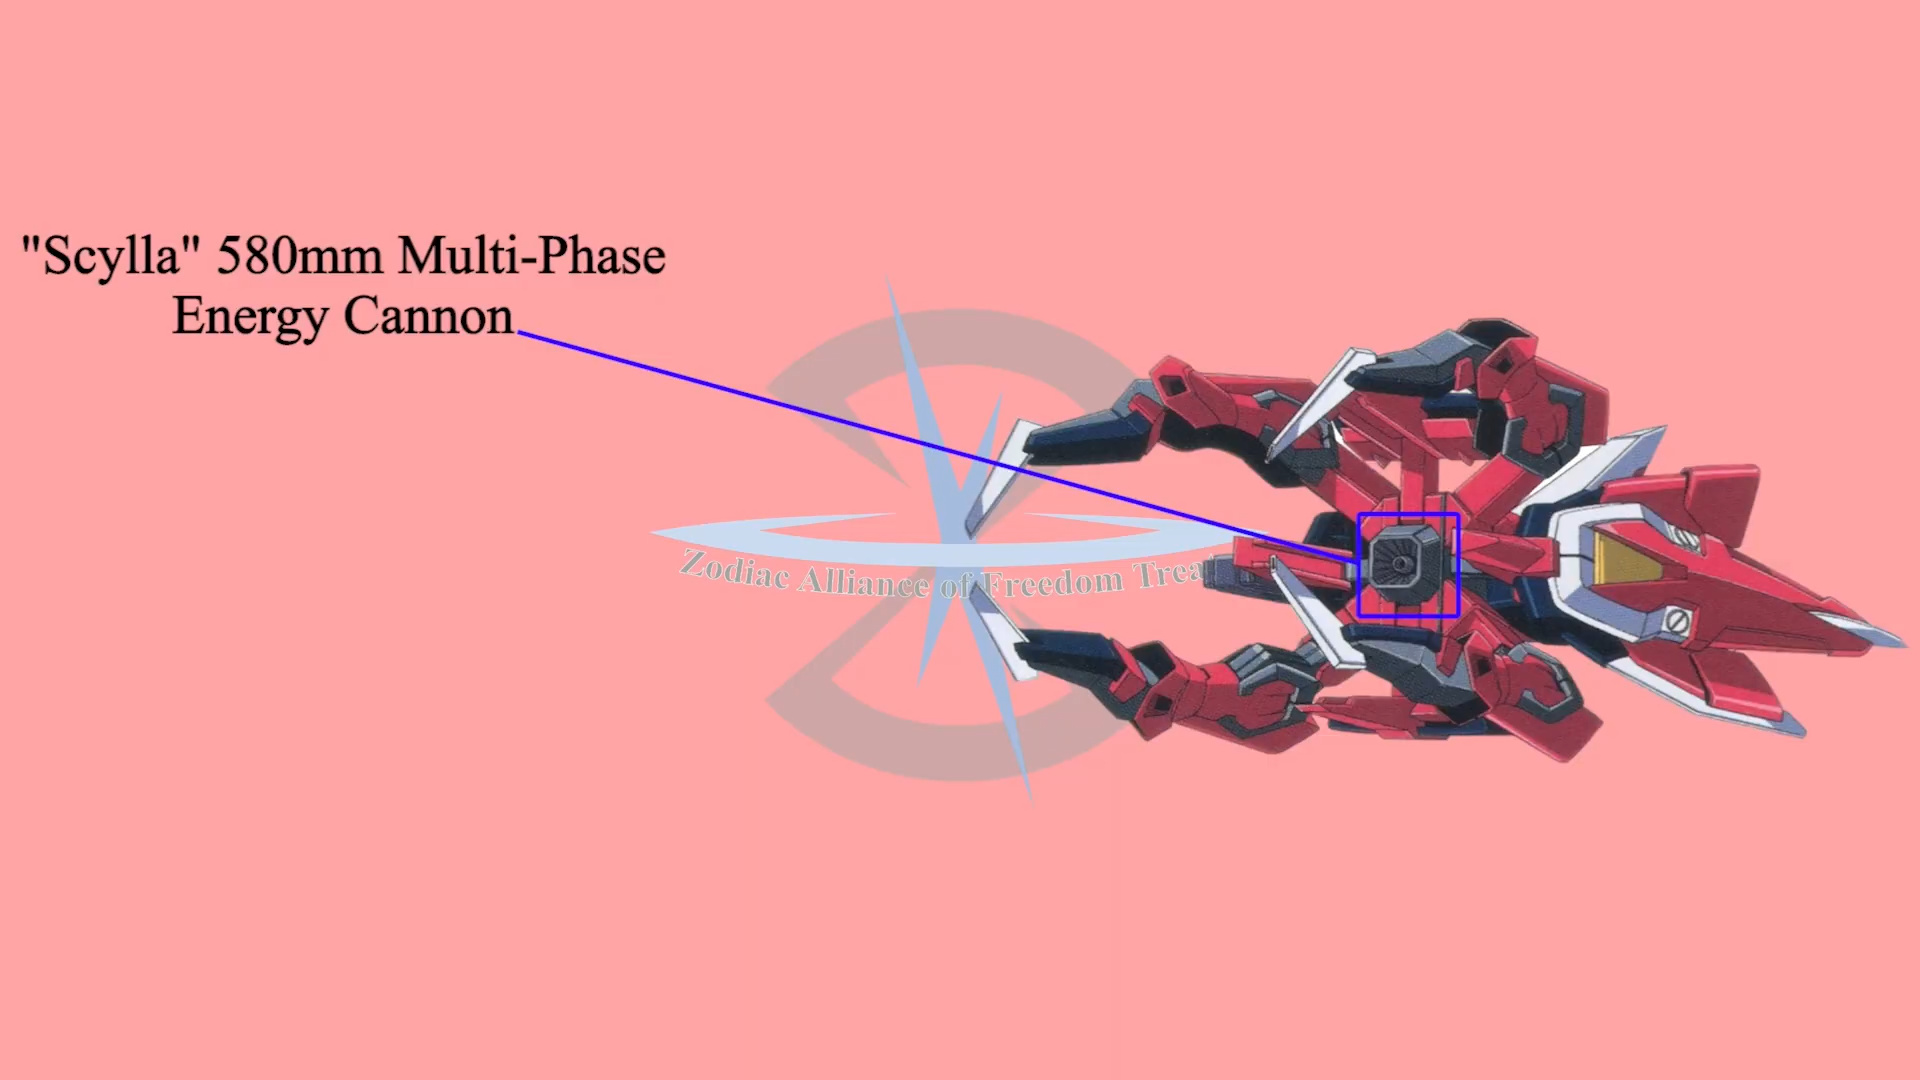 "Scylla" 580mm Multi-Phase
Energy Cannon
Zodiac Alliance of Freedom